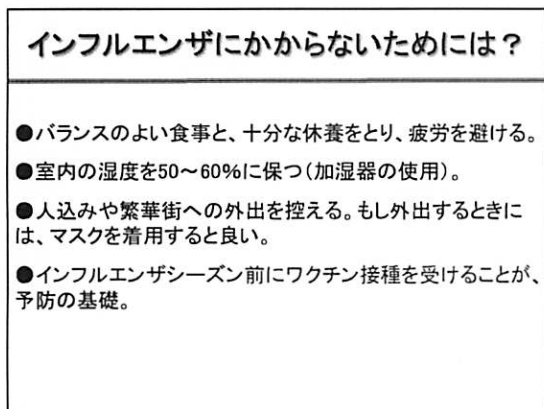 インフルエンザにかからないためには？
●バランスのよい食事と、十分な休養をとり、疲労を避ける。
●室内の湿度を50～60％に保つ（加湿器の使用）。
●人込みや繁華街への外出を控える。もし外出するときに
は、マスクを着用すると良い。
●インフルエンザシーズン前にワクチン接種を受けることが、
予防の基礎。